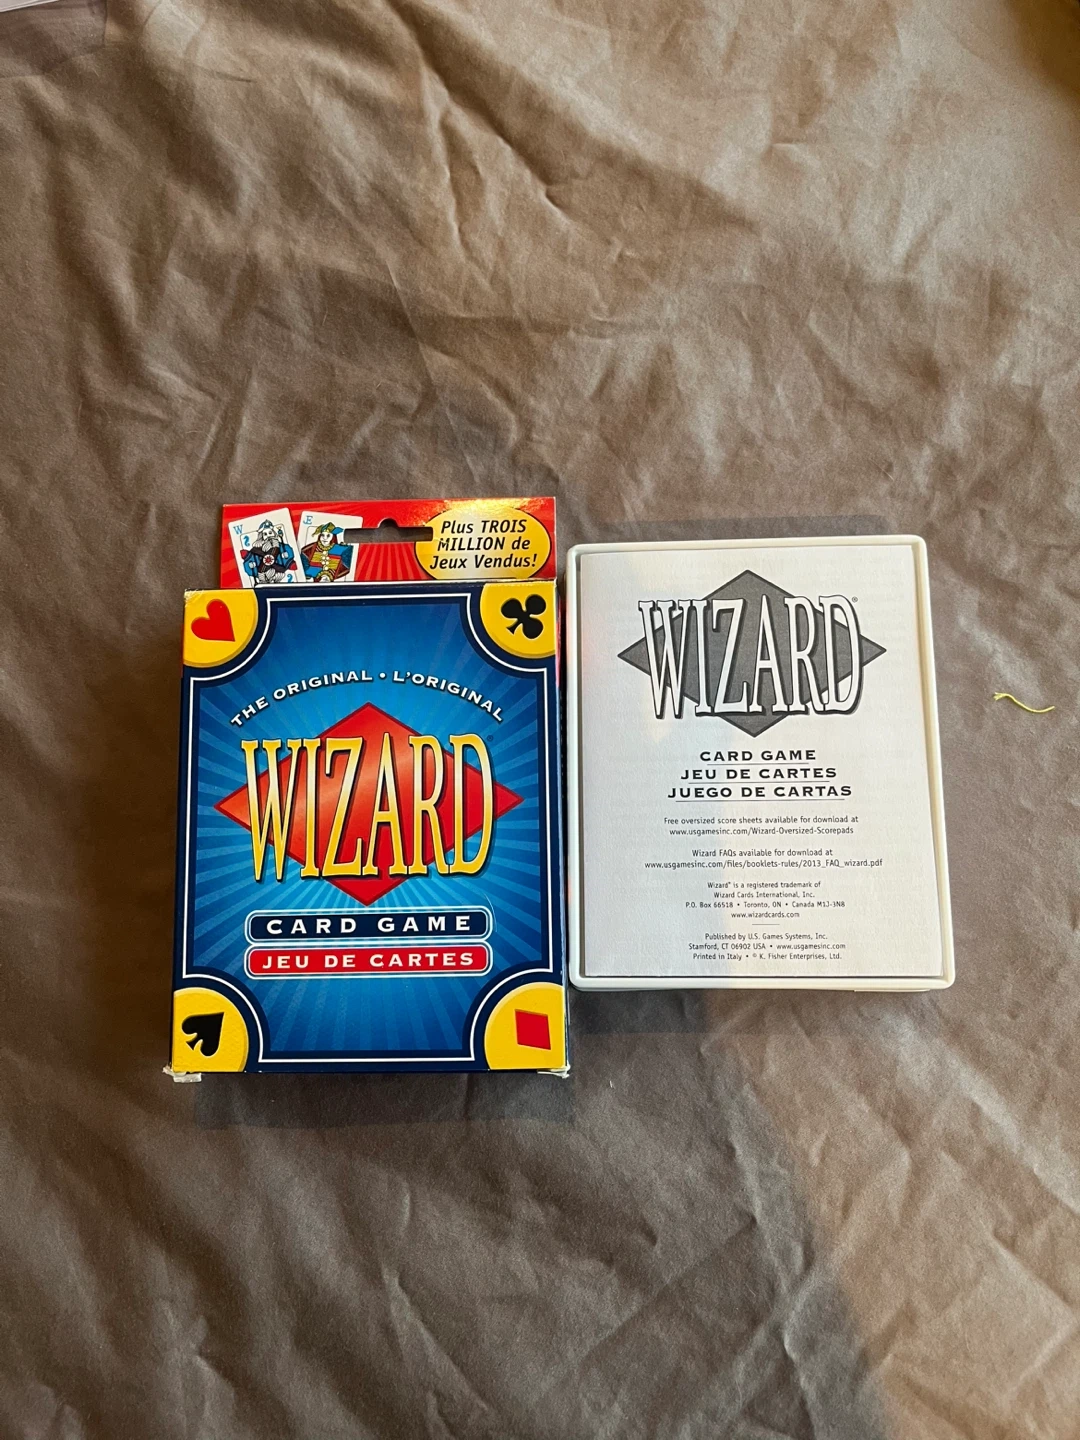 W
JE
Plus TROIS
MILLION de
Jeux Vendus!
THE ORIGINAL • L'ORIGINAL
WIZARD®
CARD GAME
JEU DE CARTES
WIZARD®
CARD GAME
JEU DE CARTES
JUEGO DE CARTAS
Free oversized score sheets available for download at
www.usgamesinc.com/Wizard-Oversized-Scorepads
Wizard FAQs available for download at
www.usgamesinc.com/files/booklets-rules/2013_FAQ_wizard.pdf
Wizard® is a registered trademark of
Wizard Cards International, Inc.
P.O. Box 66518 • Toronto, ON • Canada M1J-3N8
www.wizardcards.com
Published by U.S. Games Systems, Inc.
Stamford, CT 06902 USA • www.usgamesinc.com
Printed in Italy • © K. Fisher Enterprises, Ltd.